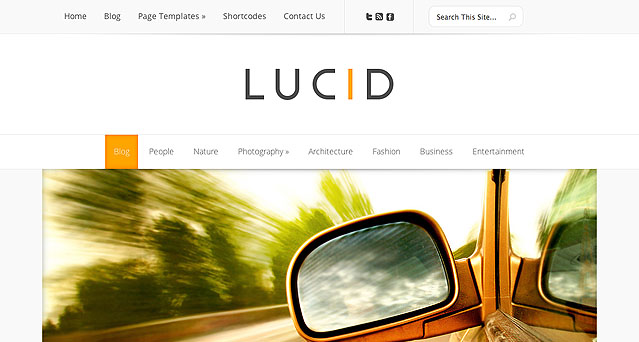 Home Blog Page Templates » Shortcodes Contact Us Search This Site...
LUCID
Blog People Nature Photography » Architecture Fashion Business Entertainment